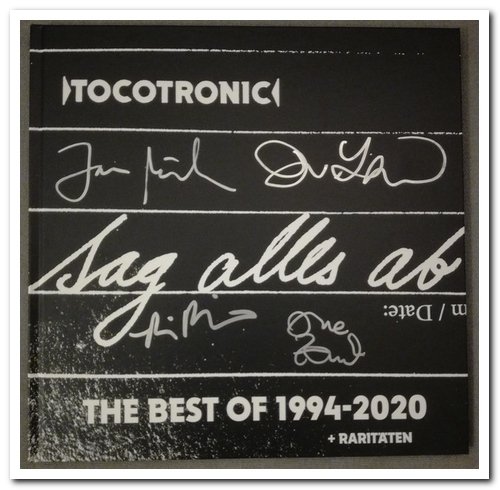 TOCOTRONIC
Sag alles ab
m / Date:
THE BEST OF 1994-2020
+ RARITÄTEN